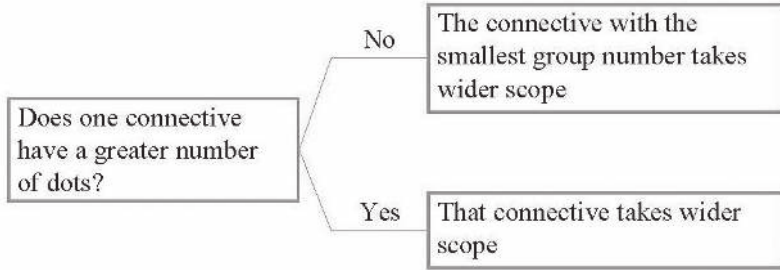 Does one connective
have a greater number
of dots?
No
The connective with the
smallest group number takes
wider scope
Yes
That connective takes wider
scope